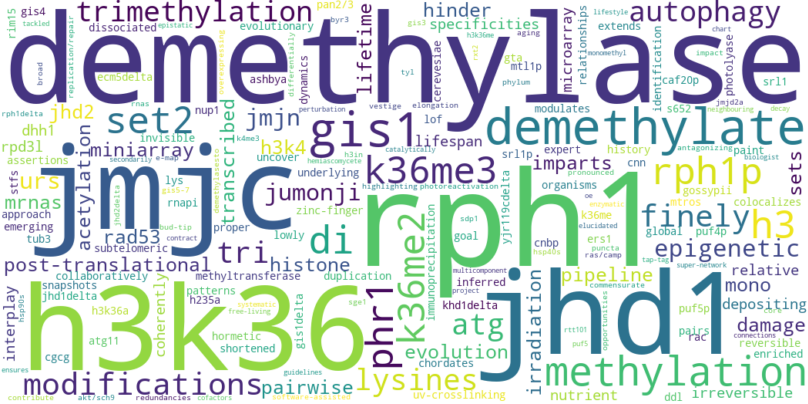 gis4 trimethylation pan2/3 hinder autophagy lifestyle
rim15 dissociated evolutionary byr3 specificities
demethylase
epistatic tackled replication/repair broad ecm5delta ashbya
lifetime gis3 h3k36me aging extends gta mtl1p
cerevisiae dynamics differentially overexpressing
microarray relationships chart impact photolyase
monomethyl phylum identification caf20p srl1
rnas nup1 perturbation elongation vestige tyl rxr2 jmjd2a decay
rph1delta jhd2 set2 jmjn gis1 lof modulates s652 neighbouring
dhh1 invisible k4me3 h3k4 lifespan h3n catalytically antagonizing
demethylate
rpd3l miniarray transcribed secondarily e-map uncover hemiascomycete
srl1p expert history paint biologist
assertions acetylation lys underlying k36me3 imparts cnn rph1p sets
stfs urs rnapi jumonji highlighting photoreactivation pronounced organisms gossypii
approach mrnas jmjc jhd2delta zinc-finger demethylasesto
rph1 oe enzymatic mtros colocalizes
emerging bud-tip proper di lowly sdp1 k36me elucidated finely h3
tub3 rad53 subtelomeric tri goal puncta ers1 global puf4p
contract k36me2 immunoprecipitation yjr119cdelta cnbp ras/camp epigenetic
post-translational histone tap-tag super-network
collaboratively methyltransferase duplication multicomponent project hsp40s pipeline relative mono
interplay snapshots patterns inferred commensurate depositing
jhd1delta h235a sge1 phr1 khd1delta jhd1 puf5p core
hsp90s h3k36 h3k36a coherently systematic gis1delta atg irradiation rtt101 opportunities pairs rac damage
atg11 hormetic free-living evolution puf5 reversible connections
cgcg shortened chordates enriched
ensures modifications guidelines pairwise lysines methylation
contribute akt/sch9 redundancies cofactors software-assisted uv-crosslinking nutrient ddl irreversible